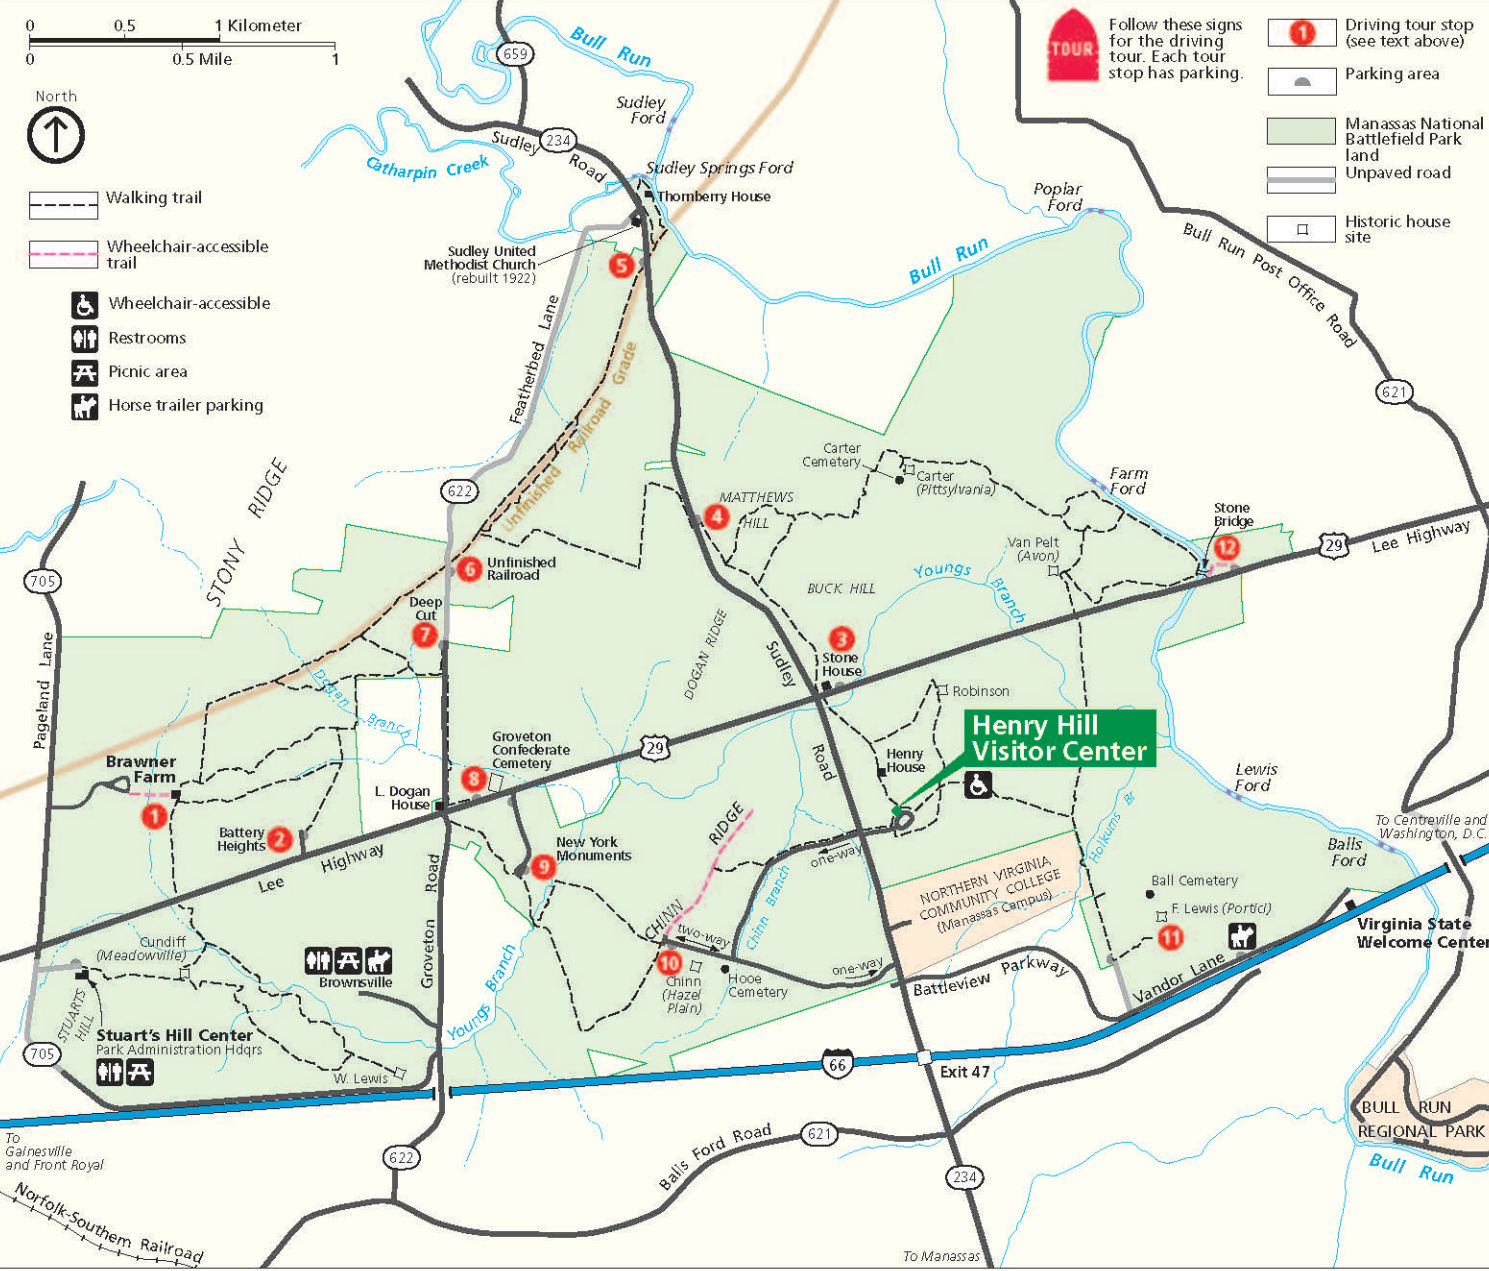 0 0.5 1 Kilometer
0 0.5 Mile 1
North
Walking trail
Wheelchair-accessible
trail
Wheelchair-accessible
Restrooms
Picnic area
Horse trailer parking
TOUR
Follow these signs
for the driving
tour. Each tour
stop has parking.
1
Driving tour stop
(see text above)
Parking area
Manassas National
Battlefield Park
land
Unpaved road
Historic house
site
659
Bull Run
Sudley
Ford
234
Sudley Road
Catharpin Creek
Sudley Springs Ford
Thornberry House
Sudley United
Methodist Church
(rebuilt 1922)
5
Poplar
Ford
Bull Run
Bull Run Post Office Road
621
Featherbed Lane
Unfinished Railroad Grade
STONY RIDGE
622
Carter
Cemetery
Carter
(Pittsylvania)
MATTHEWS
HILL
4
Farm
Ford
Stone
Bridge
12
29
Lee Highway
Van Pelt
(Avon)
Youngs
Branch
BUCK HILL
705
6
Unfinished
Railroad
Deep
Cut
7
DOGAN RIDGE
Sudley
3
Stone
House
Pageland Lane
Dogan
Branch
Robinson
Henry Hill
Visitor Center
Henry
House
Road
29
Groveton
Confederate
Cemetery
8
Brawner
Farm
1
L. Dogan
House
Battery
Heights
2
Lee Highway
New York
Monuments
9
CHINN RIDGE
one-way
Chinn Branch
Lewis
Ford
Holkums Br
To Centreville and
Washington, D.C.
Balls
Ford
NORTHERN VIRGINIA
COMMUNITY COLLEGE
(Manassas Campus)
Ball Cemetery
F. Lewis (Portici)
11
Virginia State
Welcome Center
Groveton Road
Cundiff
(Meadowville)
Brownsville
two-way
10
Chinn
(Hazel
Plain)
Hooe
Cemetery
one-way
Battleview Parkway
Vandor Lane
Youngs Branch
STUARTS
HILL
Stuart's Hill Center
Park Administration Hdqrs
705
W. Lewis
66
Exit 47
To
Gainesville
and Front Royal
622
Balls Ford Road
621
234
BULL RUN
REGIONAL PARK
Bull Run
Norfolk-Southern Railroad
To Manassas